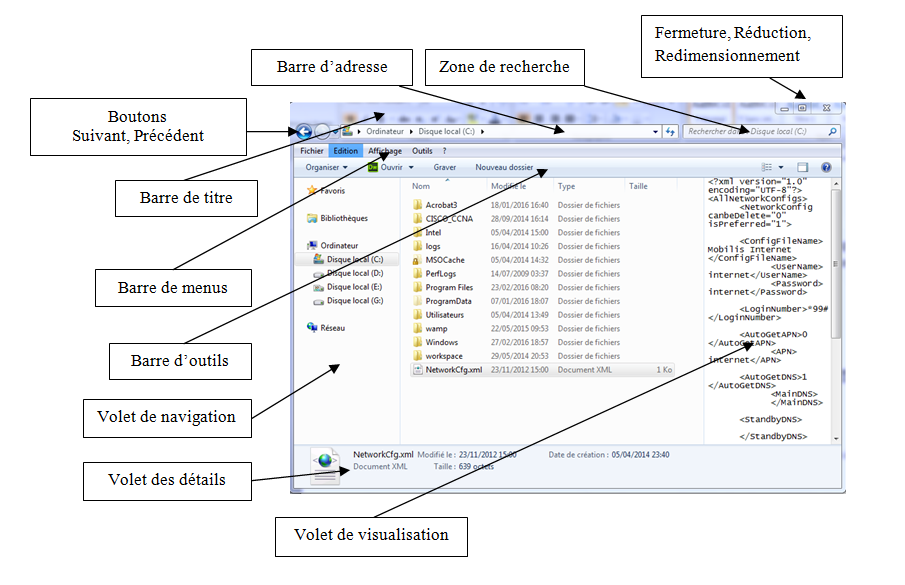 Fermeture, Réduction,
Redimensionnement
Barre d'adresse
Zone de recherche
Boutons
Suivant, Précédent
Barre de titre
Barre de menus
Barre d'outils
Volet de navigation
Volet des détails
Volet de visualisation
Ordinateur Disque local (C:)
Rechercher dans : Disque local (C:)
Fichier Edition Affichage Outils ?
Organiser Ouvrir Graver Nouveau dossier
Favoris
Bibliothèques
Ordinateur
Disque local (C:)
Disque local (D:)
Disque local (E:)
Disque local (G:)
Réseau
Nom Modifié le Type Taille
Acrobat3 18/01/2016 16:40 Dossier de fichiers
CISCO_CCNA 28/09/2014 16:14 Dossier de fichiers
Intel 05/04/2014 15:00 Dossier de fichiers
logs 16/04/2014 10:26 Dossier de fichiers
MSOCache 05/04/2014 14:32 Dossier de fichiers
PerfLogs 14/07/2009 03:37 Dossier de fichiers
Program Files 23/02/2016 08:20 Dossier de fichiers
ProgramData 07/01/2016 18:07 Dossier de fichiers
Utilisateurs 05/04/2014 13:49 Dossier de fichiers
wamp 22/05/2015 09:53 Dossier de fichiers
Windows 27/02/2016 18:57 Dossier de fichiers
workspace 29/05/2014 20:53 Dossier de fichiers
NetworkCfg.xml 23/11/2012 15:00 Document XML 1 Ko
<?xml version="1.0"
encoding="UTF-8"?>
<AllNetworkConfigs>
<NetworkConfig
canbeDelete="0"
isPreferred="1">
<ConfigFileName>
Mobilis Internet
</ConfigFileName>
<UserName>
internet</UserName>
<Password>
internet</Password>
<LoginNumber>*99#
</LoginNumber>
<AutoGetAPN>0
</AutoGetAPN>
<APN>
internet</APN>
<AutoGetDNS>1
</AutoGetDNS>
<MainDNS>
</MainDNS>
<StandbyDNS>
</StandbyDNS>
NetworkCfg.xml Modifié le : 23/11/2012 15:00 Date de création : 05/04/2014 23:40
Document XML Taille : 639 octets